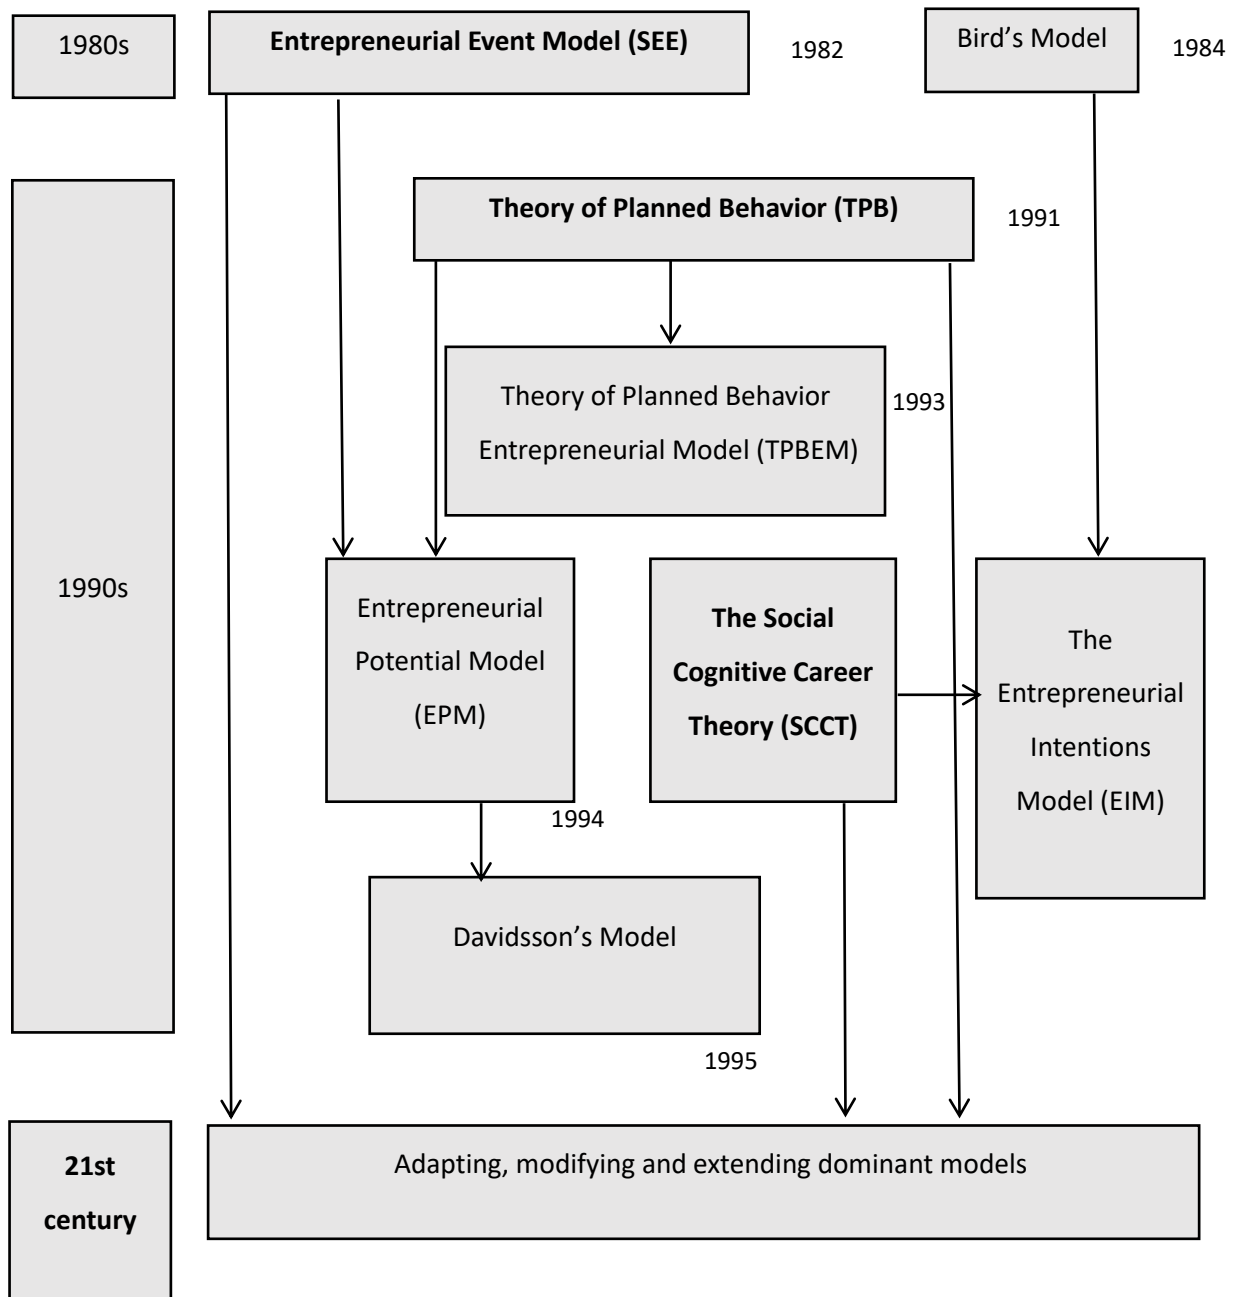 1980s
Entrepreneurial Event Model (SEE)
1982
Bird’s Model
1984
Theory of Planned Behavior (TPB)
1991
Theory of Planned Behavior
Entrepreneurial Model (TPBEM)
1993
1990s
Entrepreneurial
Potential Model
(EPM)
1994
The Social
Cognitive Career
Theory (SCCT)
The
Entrepreneurial
Intentions
Model (EIM)
Davidsson’s Model
1995
21st
century
Adapting, modifying and extending dominant models